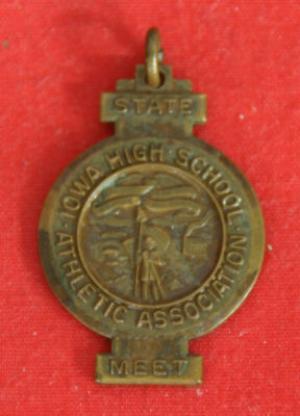 STATE
· IOWA HIGH SCHOOL ·
ATHLETIC ASSOCIATION
MEET